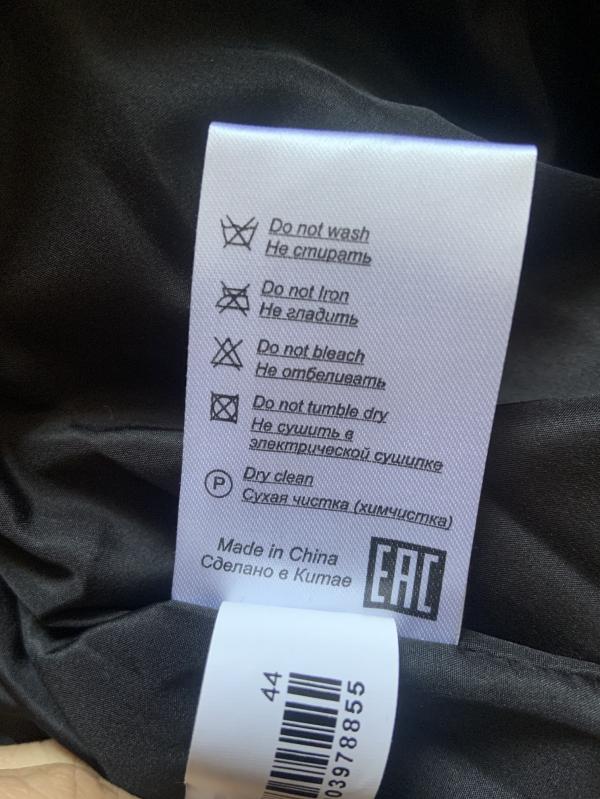 Do not wash
Не стирать
Do not Iron
Не гладить
Do not bleach
Не отбеливать
Do not tumble dry
Не сушить в
электрической сушилке
P
Dry clean
Сухая чистка (химчистка)
Made in China
Сделано в Китае
EAC
44
03978855